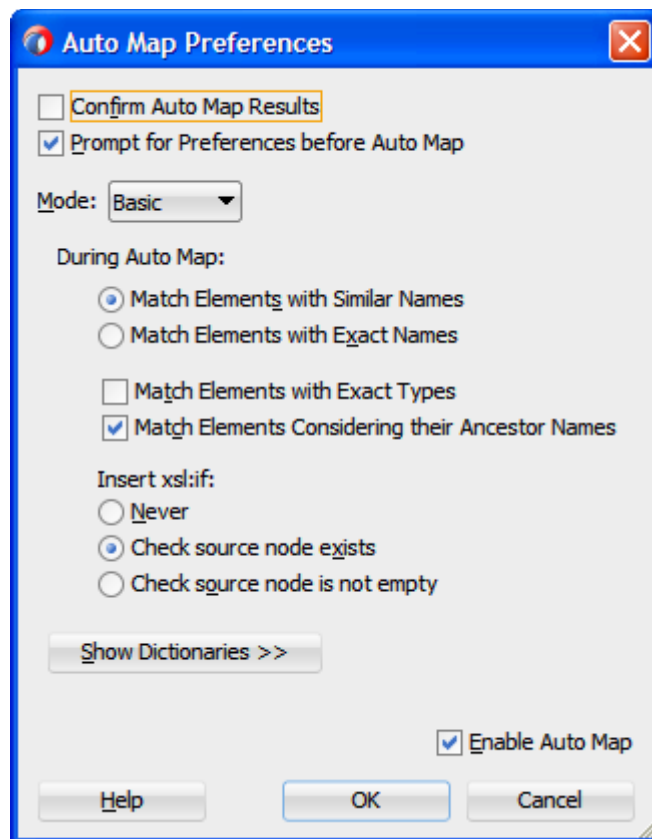 Auto Map Preferences
Confirm Auto Map Results
Prompt for Preferences before Auto Map
Mode: Basic
During Auto Map:
Match Elements with Similar Names
Match Elements with Exact Names
Match Elements with Exact Types
Match Elements Considering their Ancestor Names
Insert xsl:if:
Never
Check source node exists
Check source node is not empty
Show Dictionaries >>
Enable Auto Map
Help OK Cancel